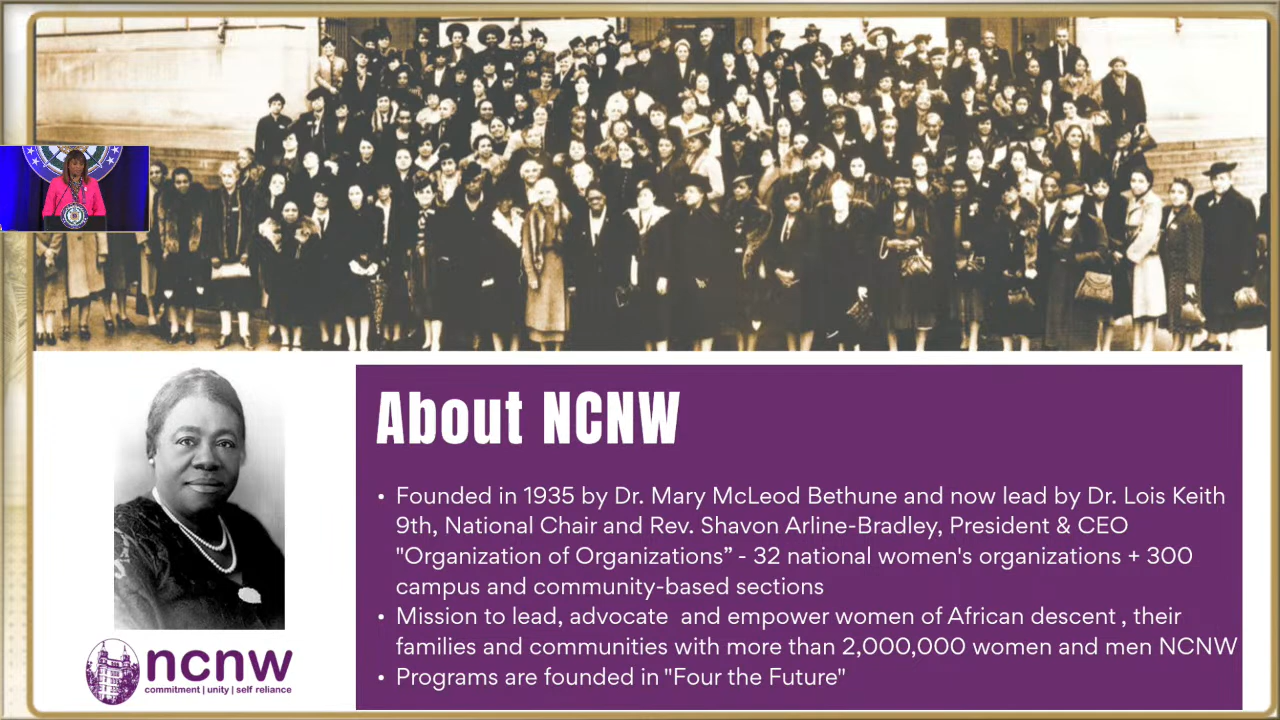 About NCNW
• Founded in 1935 by Dr. Mary McLeod Bethune and now lead by Dr. Lois Keith
9th, National Chair and Rev. Shavon Arline-Bradley, President & CEO
"Organization of Organizations” - 32 national women's organizations + 300
campus and community-based sections
• Mission to lead, advocate  and empower women of African descent , their
families and communities with more than 2,000,000 women and men NCNW
• Programs are founded in "Four the Future"
ncnw
commitment | unity | self reliance